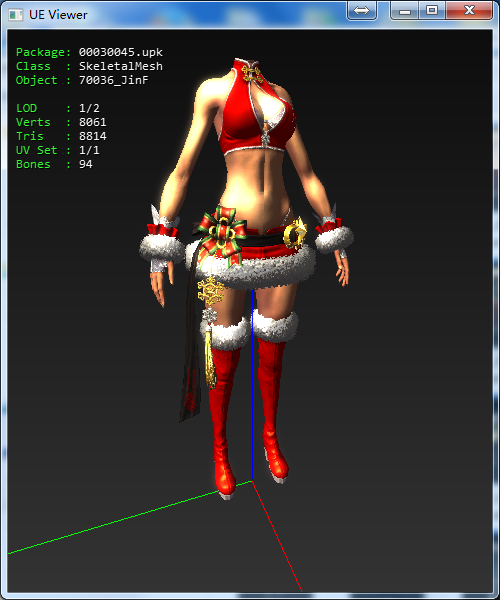 UE Viewer
Package: 00030045.upk
Class  : SkeletalMesh
Object : 70036_JinF
LOD    : 1/2
Verts  : 8061
Tris   : 8814
UV Set : 1/1
Bones  : 94